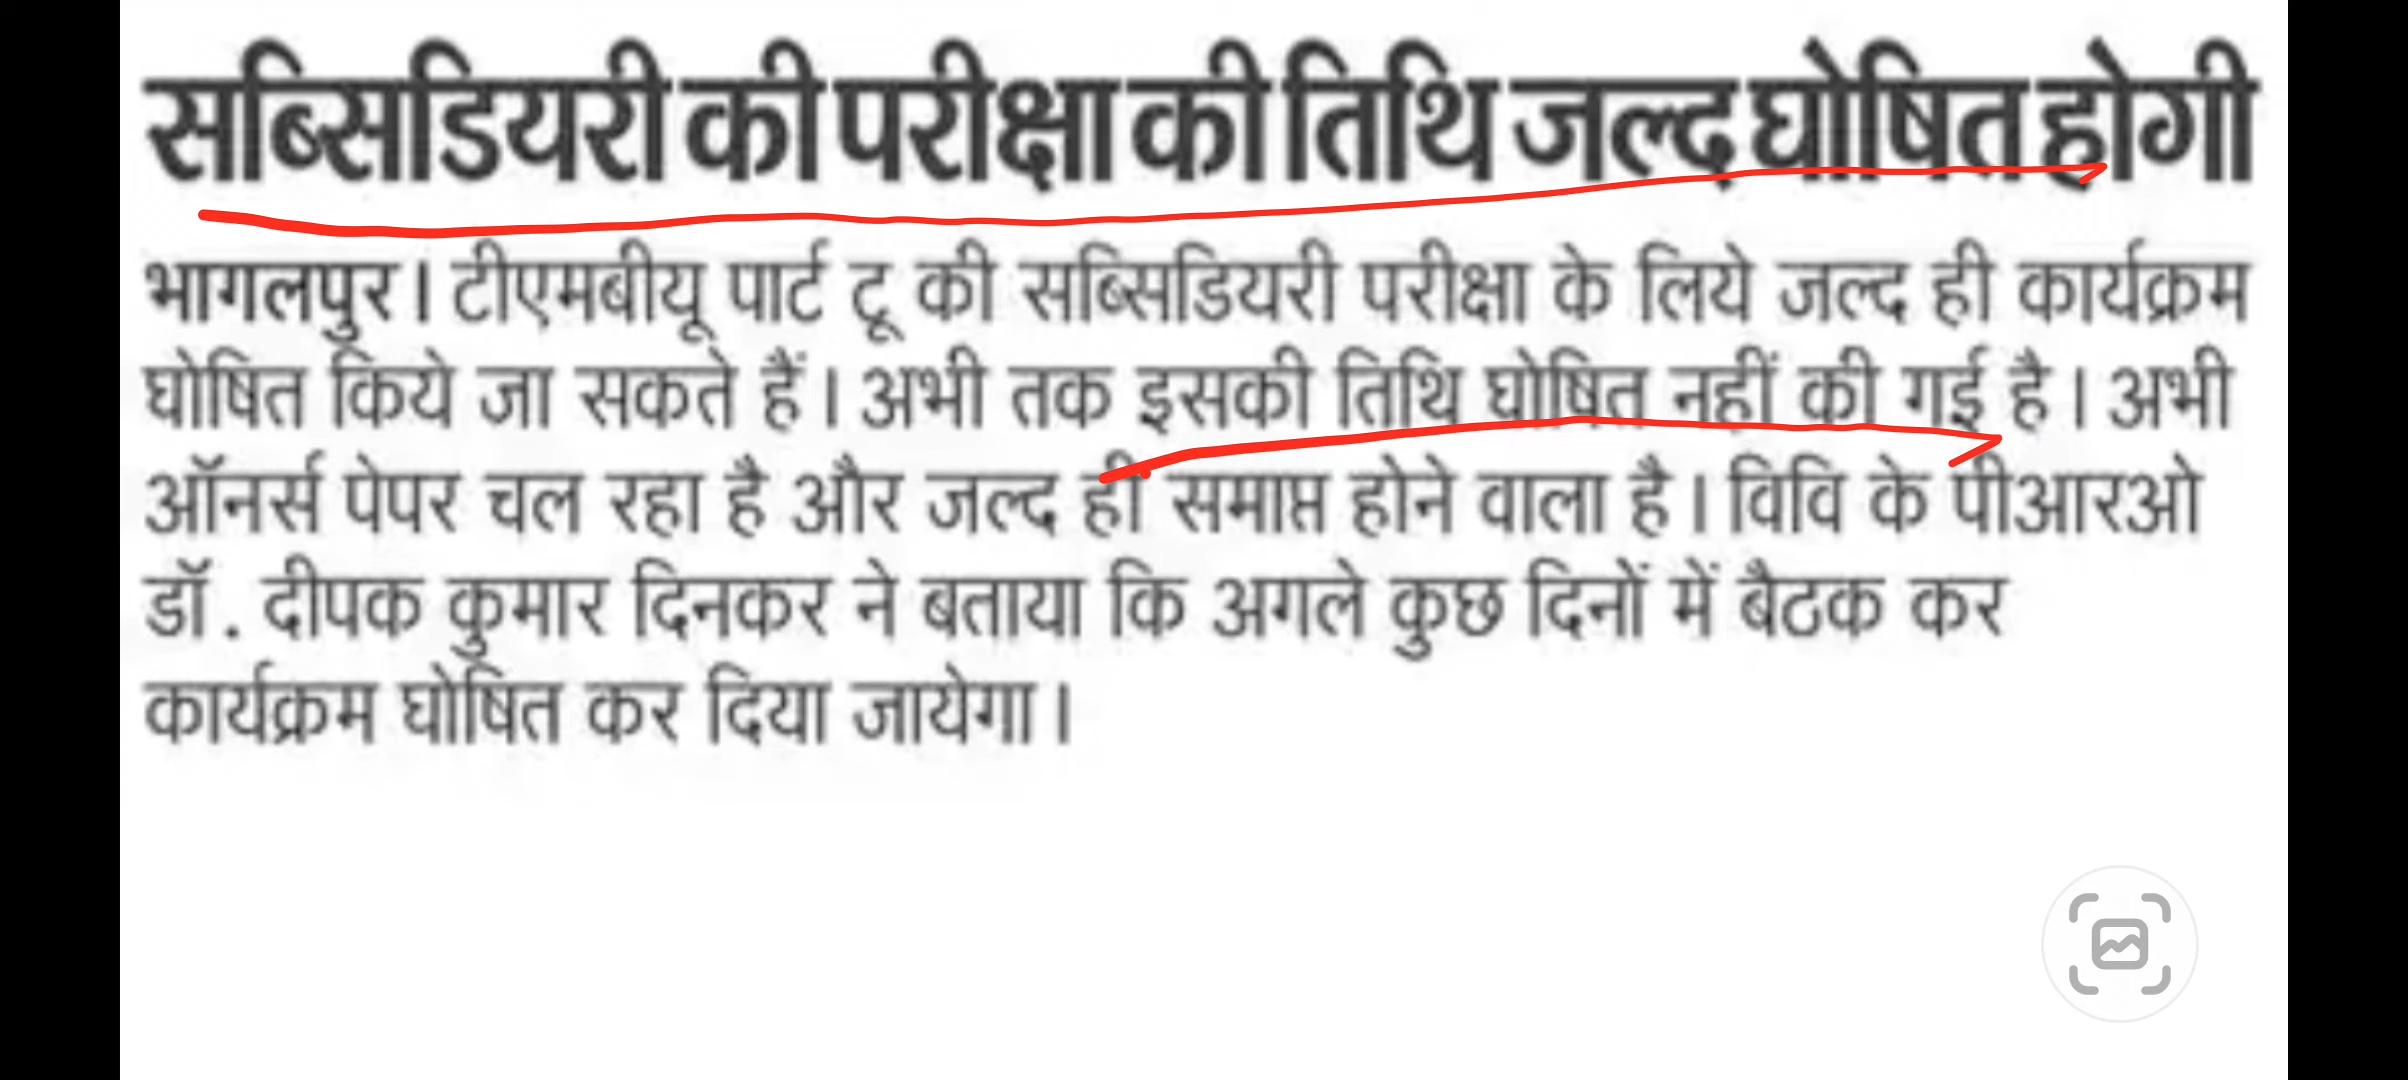 सब्सिडियरी की परीक्षा की तिथि जल्द घोषित होगी
भागलपुर। टीएमबीयू पार्ट टू की सब्सिडियरी परीक्षा के लिये जल्द ही कार्यक्रम
घोषित किये जा सकते हैं। अभी तक इसकी तिथि घोषित नहीं की गई है। अभी
ऑनर्स पेपर चल रहा है और जल्द ही समाप्त होने वाला है। विवि के पीआरओ
डॉ. दीपक कुमार दिनकर ने बताया कि अगले कुछ दिनों में बैठक कर
कार्यक्रम घोषित कर दिया जायेगा।